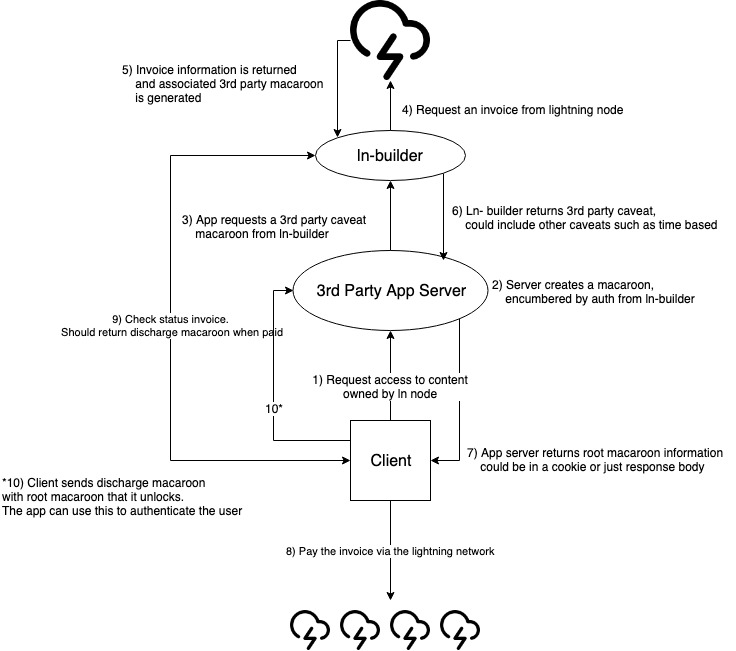 5) Invoice information is returned
and associated 3rd party macaroon
is generated
4) Request an invoice from lightning node
ln-builder
3) App requests a 3rd party caveat
macaroon from ln-builder
6) Ln- builder returns 3rd party caveat,
could include other caveats such as time based
3rd Party App Server
2) Server creates a macaroon,
encumbered by auth from ln-builder
9) Check status invoice.
Should return discharge macaroon when paid
1) Request access to content
owned by ln node
10*
Client
7) App server returns root macaroon information
could be in a cookie or just response body
*10) Client sends discharge macaroon
with root macaroon that it unlocks.
The app can use this to authenticate the user
8) Pay the invoice via the lightning network